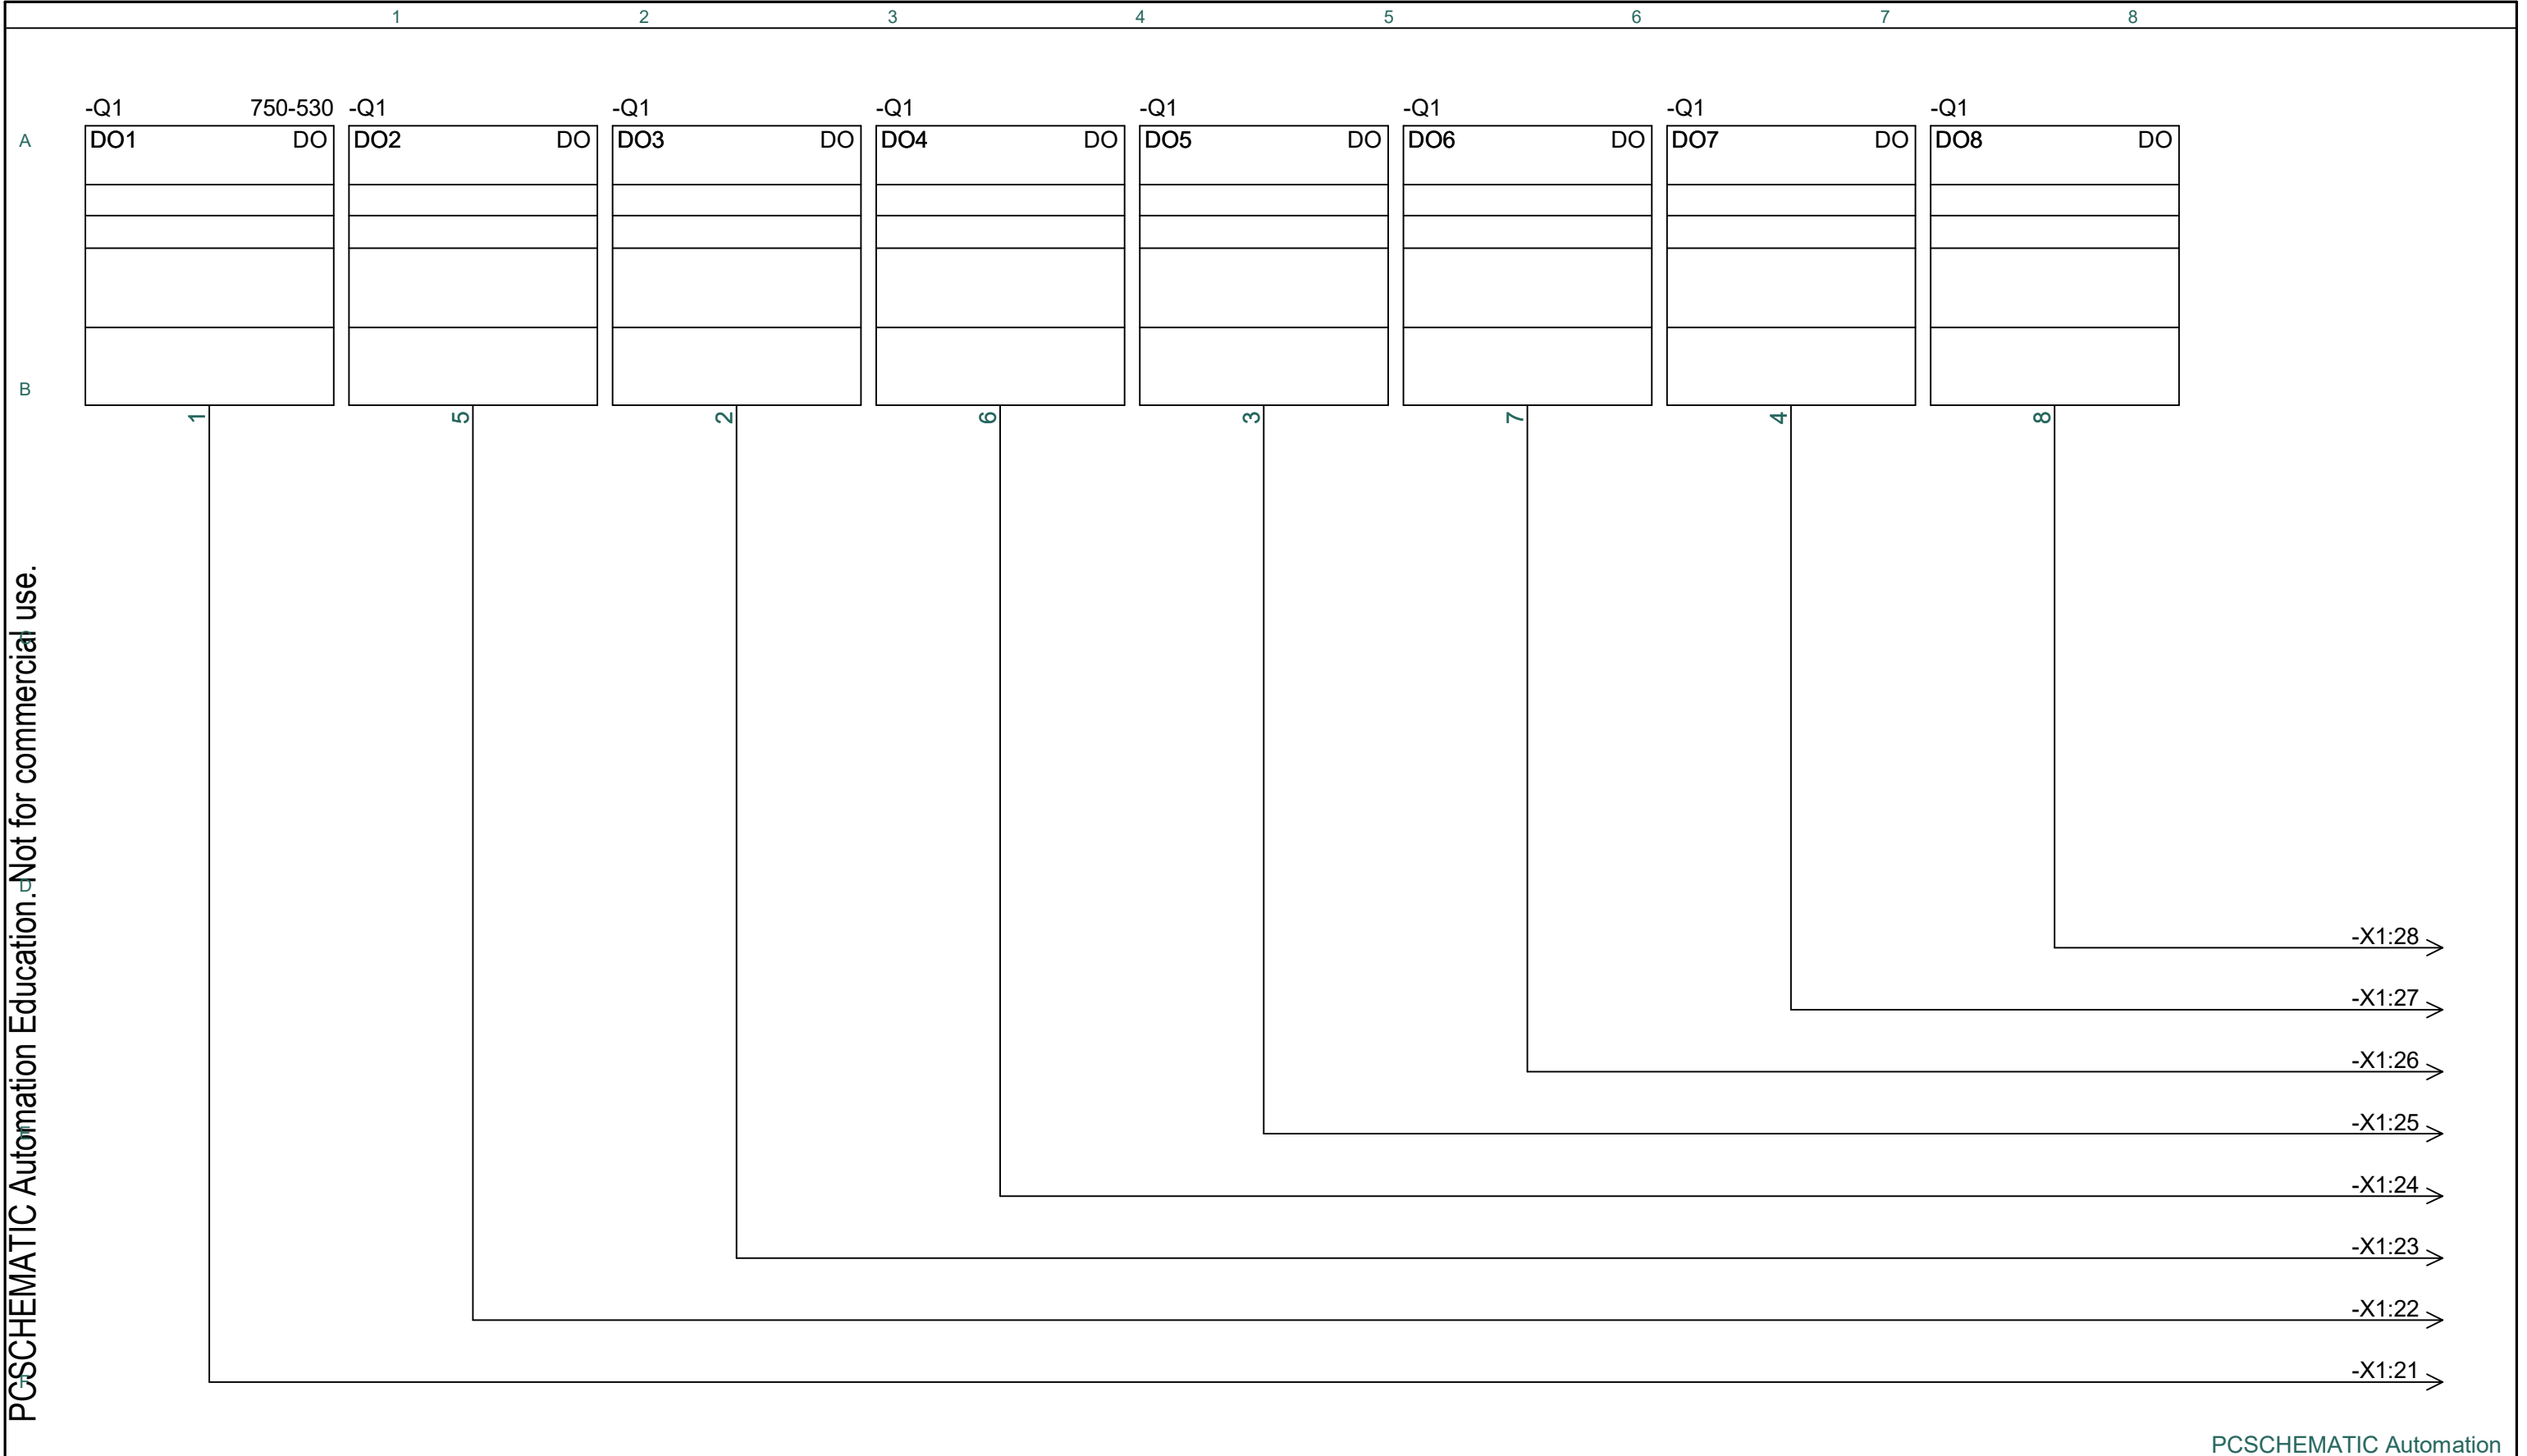 1 2 3 4 5 6 7 8
-Q1 750-530 -Q1 -Q1 -Q1 -Q1 -Q1 -Q1 -Q1
A
DO1 DO DO2 DO DO3 DO DO4 DO DO5 DO DO6 DO DO7 DO DO8 DO
B
1 5 2 6 3 7 4 8
C
D
-X1:28
-X1:27
-X1:26
-X1:25
E
-X1:24
-X1:23
-X1:22
-X1:21
F
PCSCHEMATIC Automation Education. Not for commercial use.
PCSCHEMATIC Automation